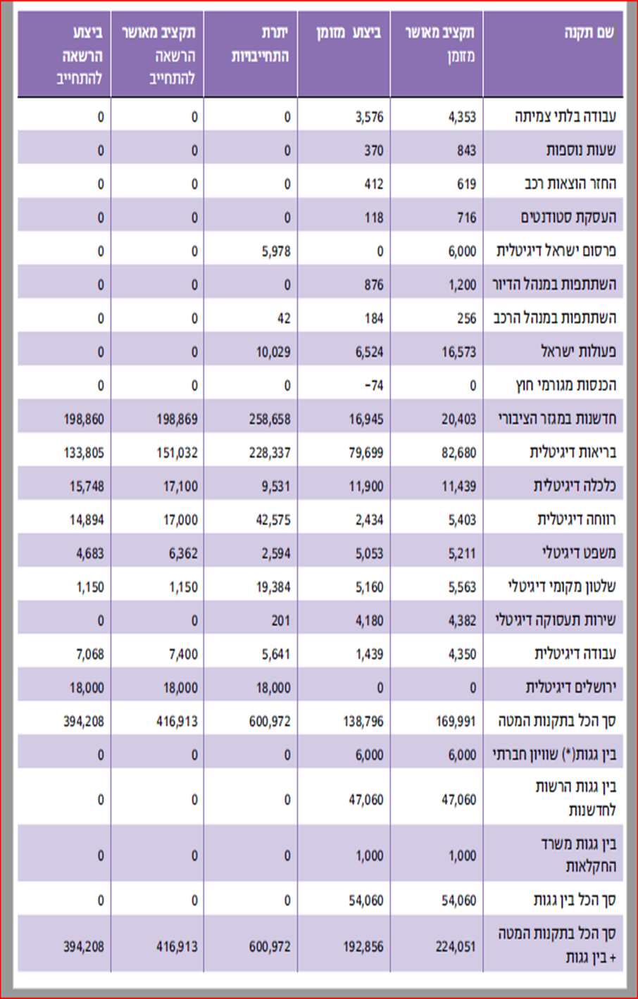 שם תקנה תקציב מאושר מזומן ביצוע מזומן יתרת התחייבויות תקציב מאושר הרשאה להתחייב ביצוע הרשאה להתחייב
עבודה בלתי צמיתה 4,353 3,576 0 0 0
שעות נוספות 843 370 0 0 0
החזר הוצאות רכב 619 412 0 0 0
העסקת סטודנטים 716 118 0 0 0
פרסום ישראל דיגיטלית 6,000 0 5,978 0 0
השתתפות במנהל הדיור 1,200 876 0 0 0
השתתפות במנהל הרכב 256 184 42 0 0
פעולות ישראל 16,573 6,524 10,029 0 0
הכנסות מגורמי חוץ 0 -74 0 0 0
חדשנות במגזר הציבורי 20,403 16,945 258,658 198,869 198,860
בריאות דיגיטלית 82,680 79,699 228,337 151,032 133,805
כלכלה דיגיטלית 11,439 11,900 9,531 17,100 15,748
רווחה דיגיטלית 5,403 2,434 42,575 17,000 14,894
משפט דיגיטלי 5,211 5,053 2,594 6,362 4,683
שלטון מקומי דיגיטלי 5,563 5,160 19,384 1,150 1,150
שירות תעסוקה דיגיטלי 4,382 4,180 201 0 0
עבודה דיגיטלית 4,350 1,439 5,641 7,400 7,068
ירושלים דיגיטלית 0 0 18,000 18,000 18,000
סך הכל בתקנות המטה 169,991 138,796 600,972 416,913 394,208
בין גגות(*) שוויון חברתי 6,000 6,000 0 0 0
בין גגות הרשות
לחדשנות 47,060 47,060 0 0 0
בין גגות משרד
החקלאות 1,000 1,000 0 0 0
סך הכל בין גגות 54,060 54,060 0 0 0
סך הכל בתקנות המטה
+ בין גגות 224,051 192,856 600,972 416,913 394,208